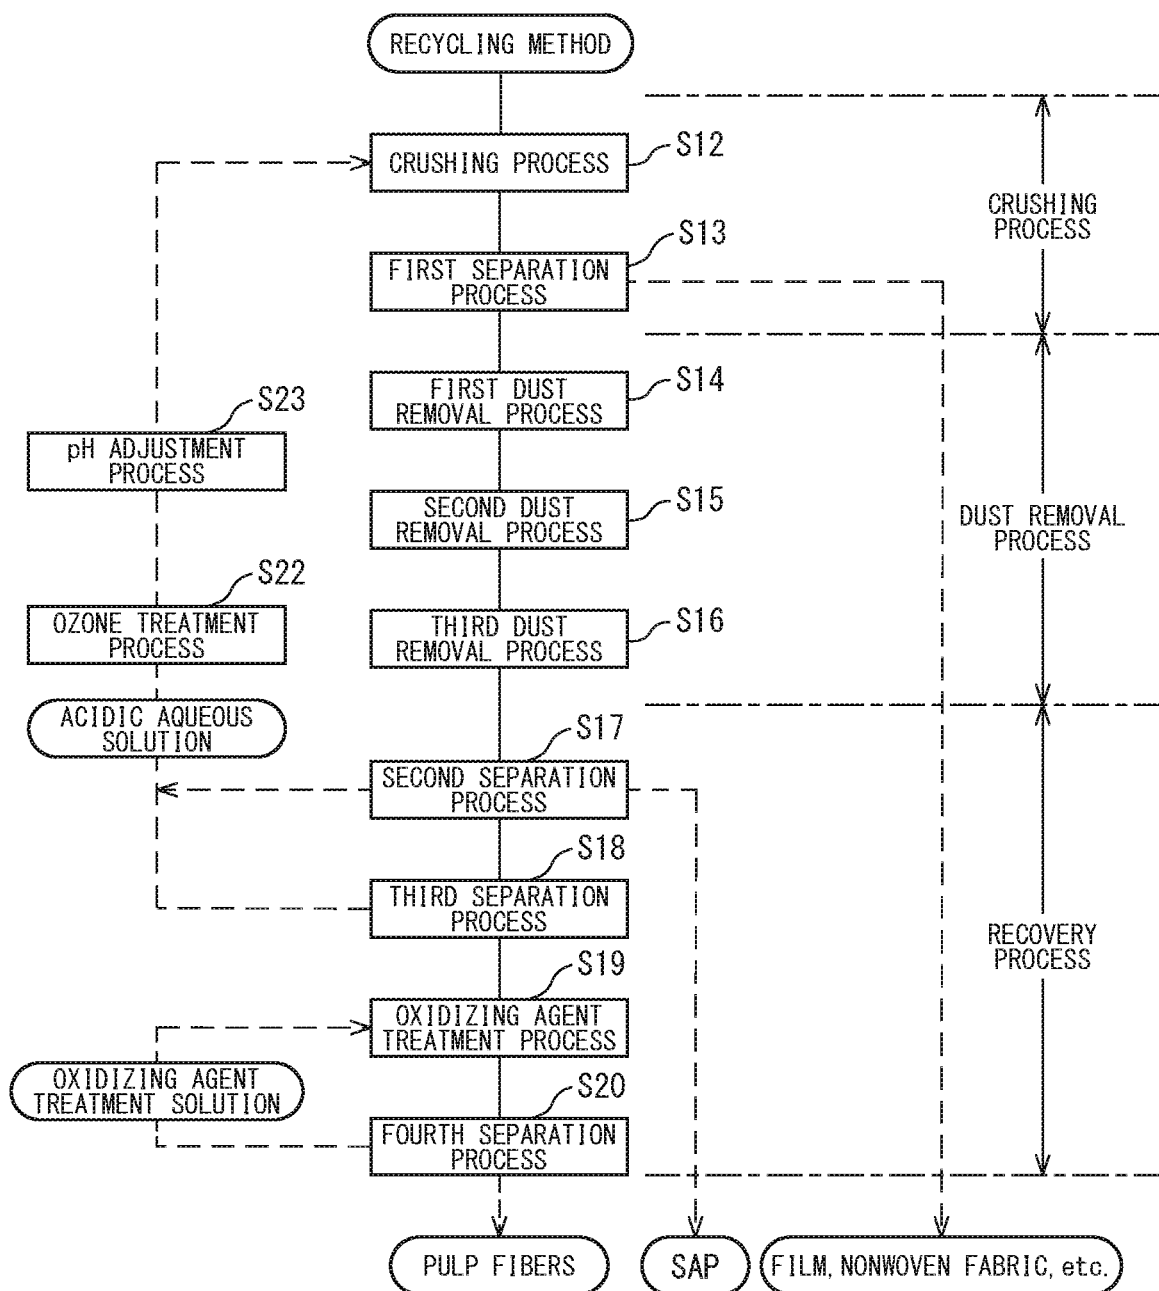 RECYCLING METHOD
CRUSHING PROCESS
S12
CRUSHING
PROCESS
FIRST SEPARATION
PROCESS
S13
FIRST DUST
REMOVAL PROCESS
S14
S23
pH ADJUSTMENT
PROCESS
SECOND DUST
REMOVAL PROCESS
S15
DUST REMOVAL
PROCESS
S22
OZONE TREATMENT
PROCESS
THIRD DUST
REMOVAL PROCESS
S16
ACIDIC AQUEOUS
SOLUTION
S17
SECOND SEPARATION
PROCESS
S18
THIRD SEPARATION
PROCESS
RECOVERY
PROCESS
S19
OXIDIZING AGENT
TREATMENT PROCESS
OXIDIZING AGENT
TREATMENT SOLUTION
S20
FOURTH SEPARATION
PROCESS
PULP FIBERS
SAP
FILM, NONWOVEN FABRIC, etc.